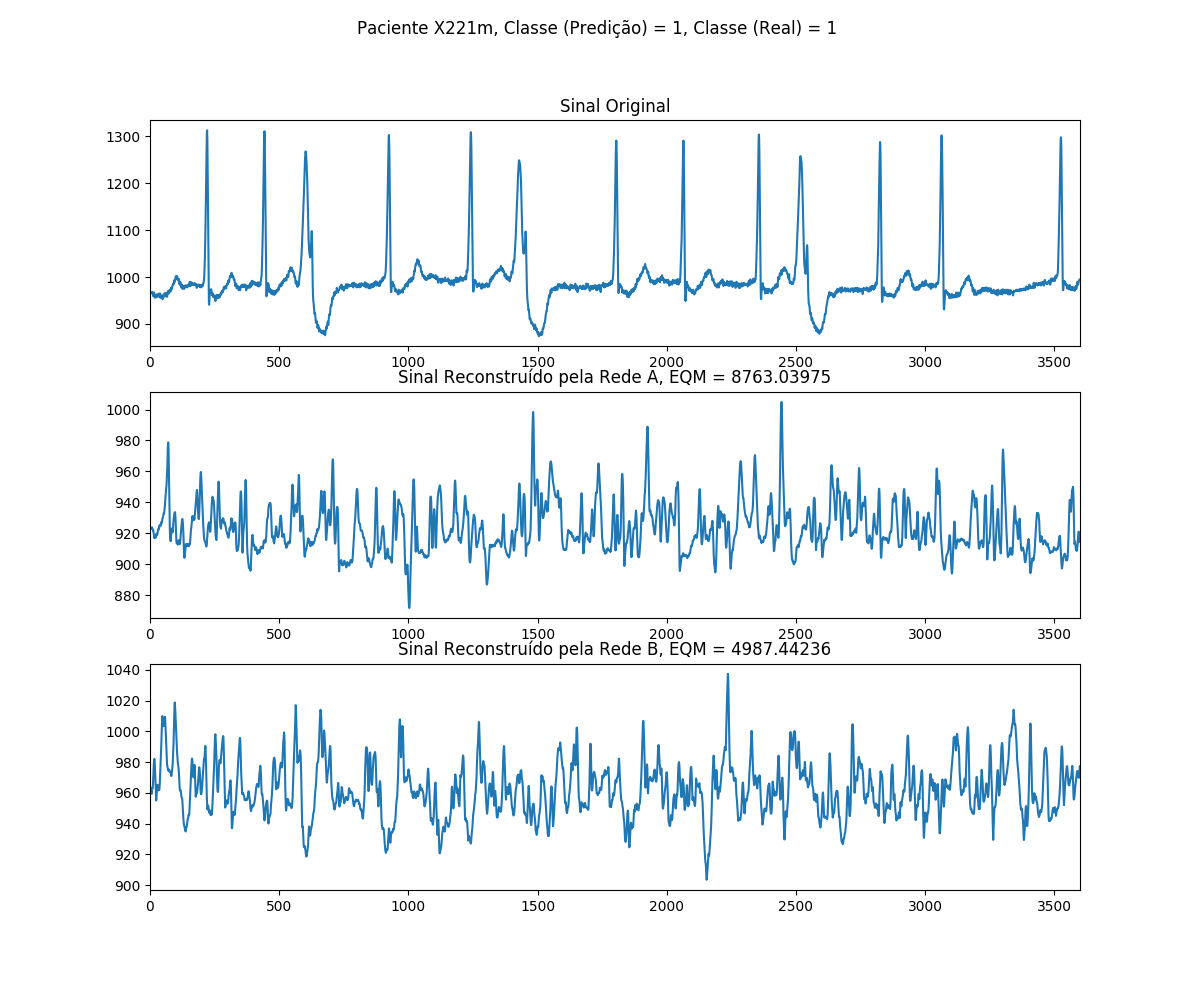 Paciente X221m, Classe (Predição) = 1, Classe (Real) = 1
Sinal Original
1300
1200
1100
1000
900
0 500 1000 1500 2000 2500 3000 3500
Sinal Reconstruído pela Rede A, EQM = 8763.03975
1000
980
960
940
920
900
880
0 500 1000 1500 2000 2500 3000 3500
Sinal Reconstruído pela Rede B, EQM = 4987.44236
1040
1020
1000
980
960
940
920
900
0 500 1000 1500 2000 2500 3000 3500